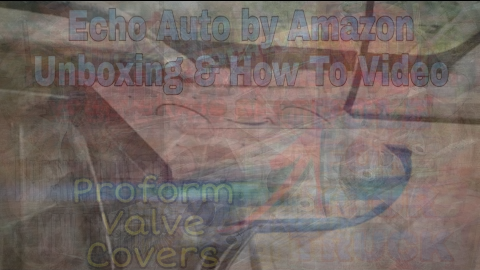 Echo Auto by Amazon
Unboxing & How To Video
Proform
Valve
Covers